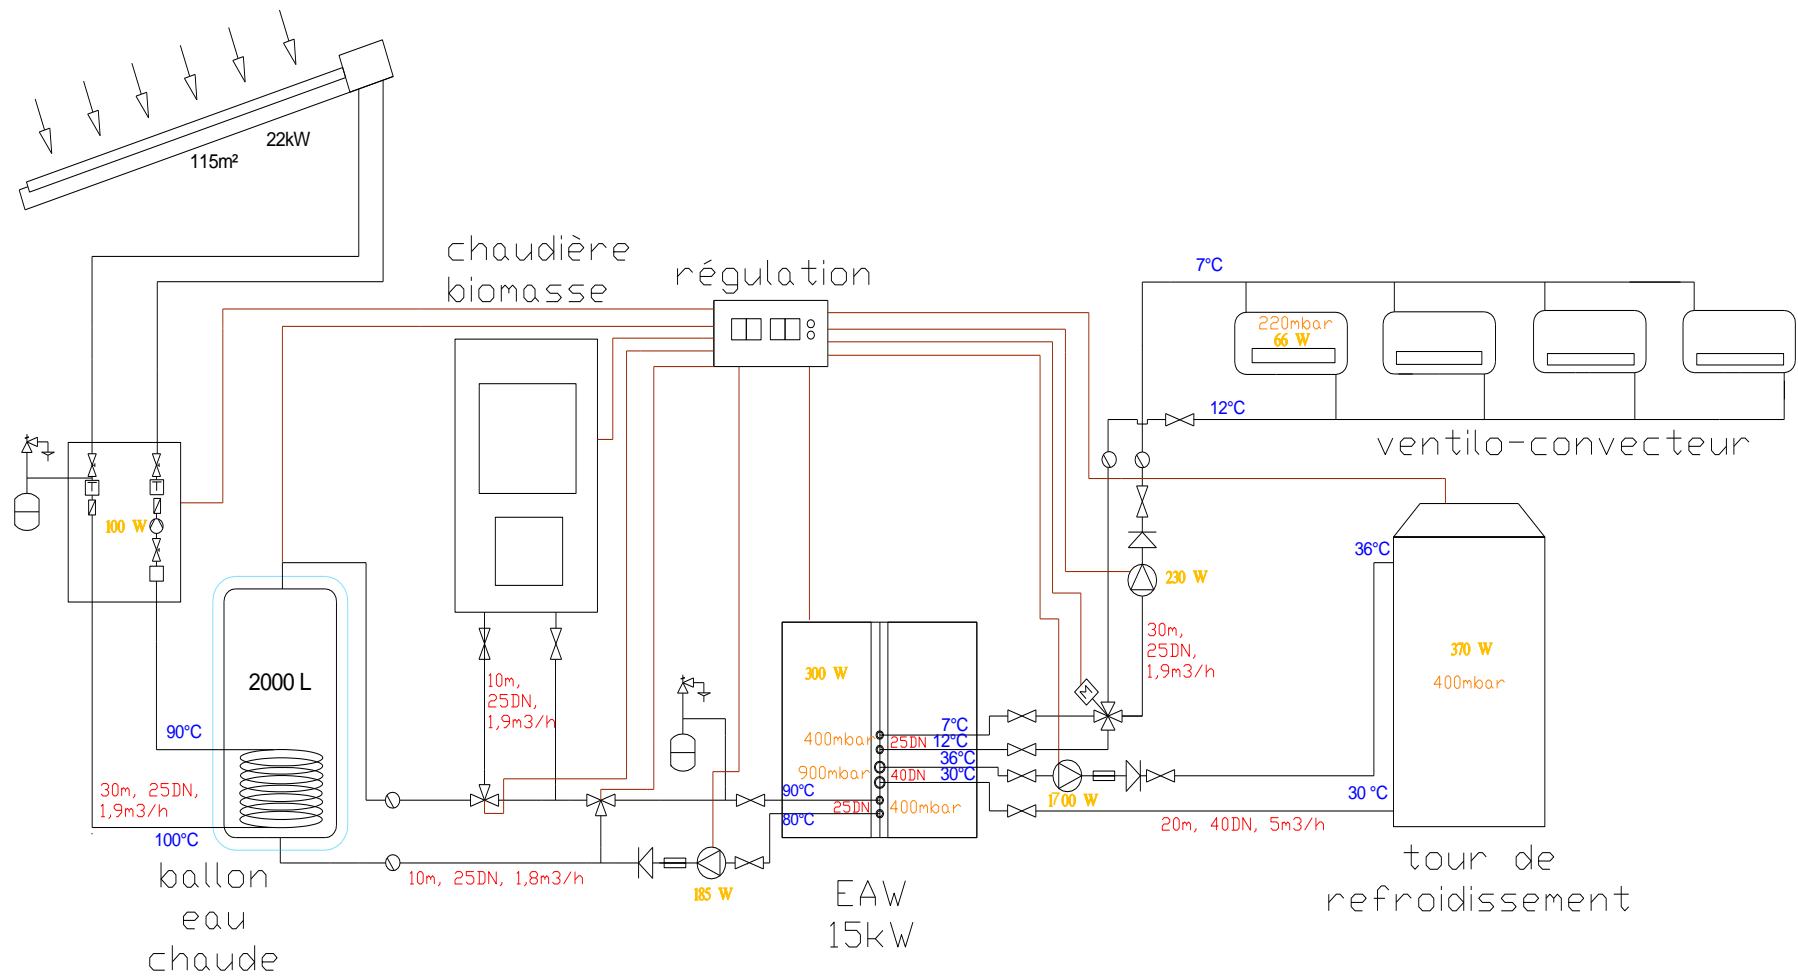 22kW
115m²
chaudière
biomasse
régulation
7°C
220mbar
66 W
12°C
ventilo-convecteur
100 W
36°C
230 W
30m,
25DN,
1,9m3/h
370 W
400mbar
2000 L
300 W
10m,
25DN,
1,9m3/h
90°C
7°C
400mbar
25DN
12°C
36°C
900mbar
40DN
30°C
30m, 25DN,
1,9m3/h
90°C
25DN
400mbar
1700 W
30 °C
80°C
20m, 40DN, 5m3/h
100°C
10m, 25DN, 1,8m3/h
185 W
ballon
eau
chaude
EAW
15kW
tour de
refroidissement
T
T
M